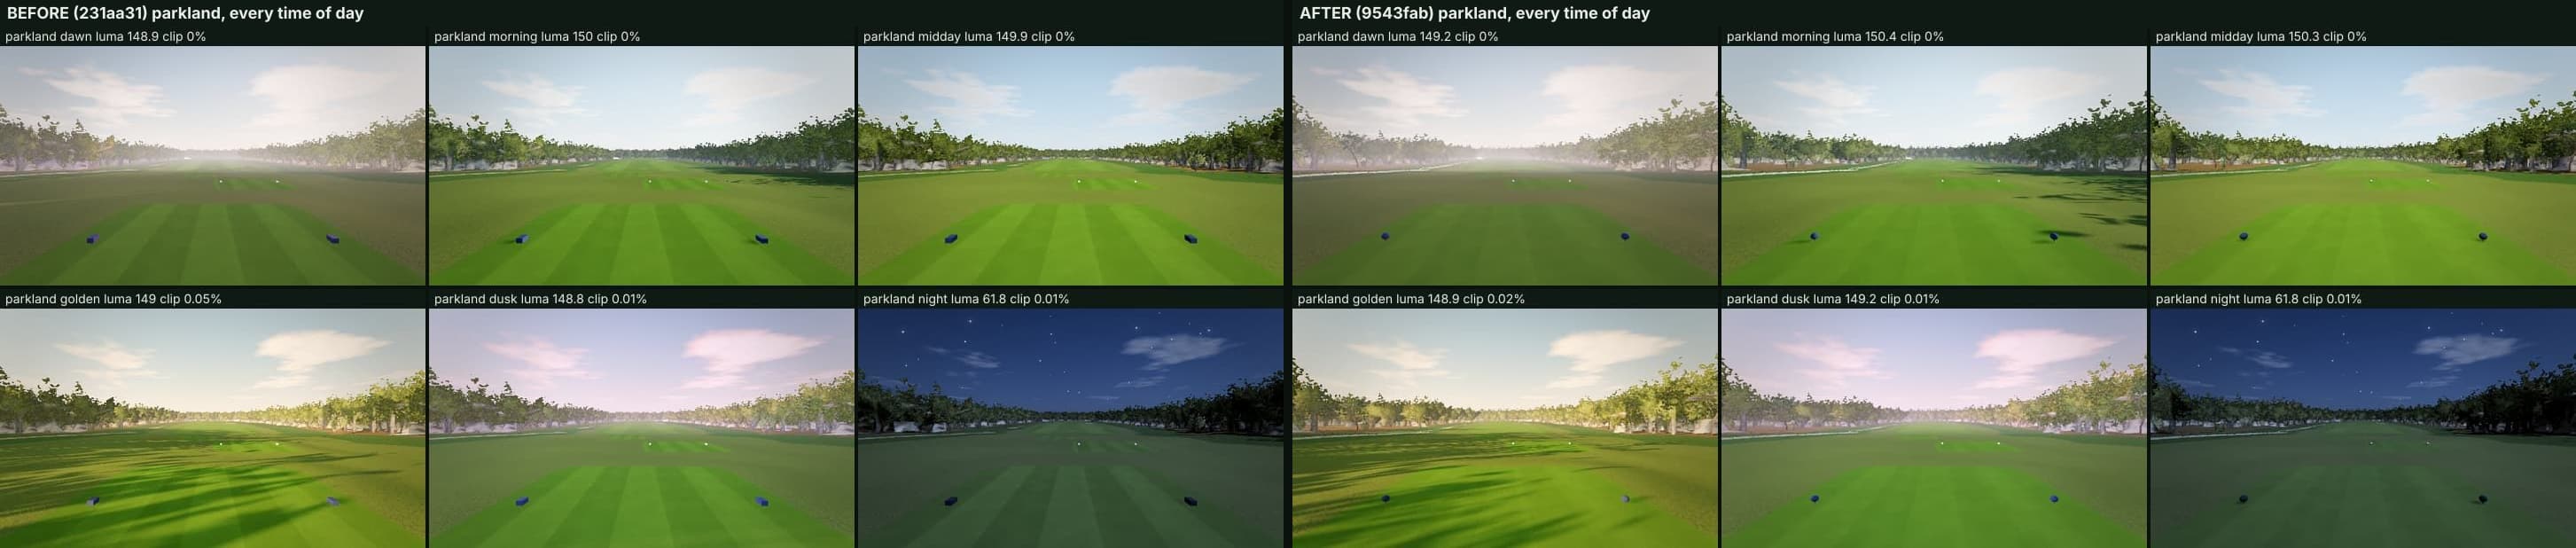 BEFORE (231aa31) parkland, every time of day
parkland dawn luma 148.9 clip 0%
parkland morning luma 150 clip 0%
parkland midday luma 149.9 clip 0%
parkland golden luma 149 clip 0.05%
parkland dusk luma 148.8 clip 0.01%
parkland night luma 61.8 clip 0.01%
AFTER (9543fab) parkland, every time of day
parkland dawn luma 149.2 clip 0%
parkland morning luma 150.4 clip 0%
parkland midday luma 150.3 clip 0%
parkland golden luma 148.9 clip 0.02%
parkland dusk luma 149.2 clip 0.01%
parkland night luma 61.8 clip 0.01%